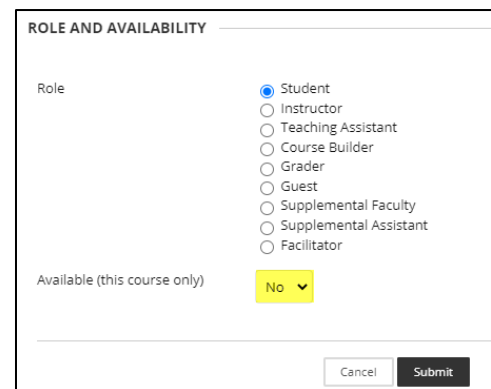 ROLE AND AVAILABILITY
Role
Student
Instructor
Teaching Assistant
Course Builder
Grader
Guest
Supplemental Faculty
Supplemental Assistant
Facilitator
Available (this course only)
No
Cancel
Submit